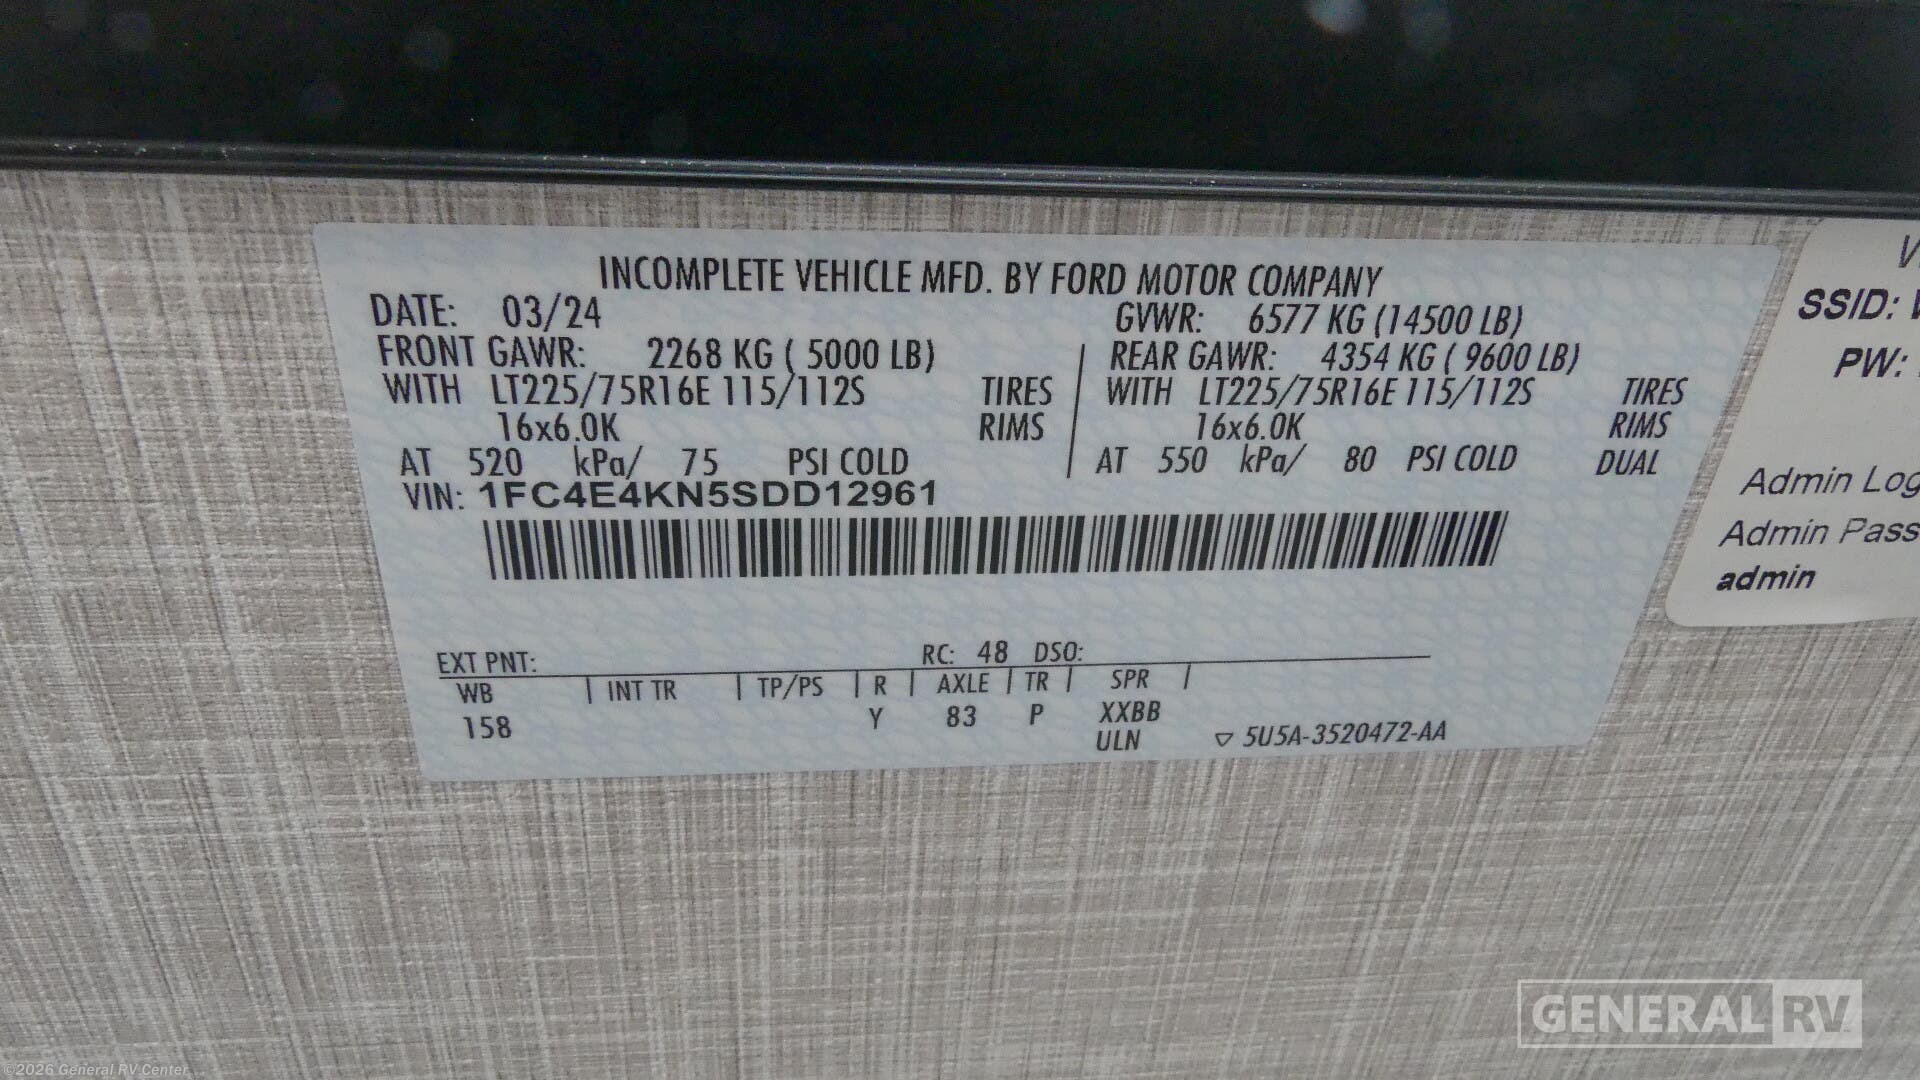 INCOMPLETE VEHICLE MFD. BY FORD MOTOR COMPANY
DATE: 03/24 GVWR: 6577 KG (14500 LB)
FRONT GAWR: 2268 KG ( 5000 LB) REAR GAWR: 4354 KG ( 9600 LB)
WITH LT225/75R16E 115/112S TIRES WITH LT225/75R16E 115/112S TIRES
16x6.0K RIMS 16x6.0K RIMS
AT 520 kPa/ 75 PSI COLD AT 550 kPa/ 80 PSI COLD DUAL
VIN: 1FC4E4KN5SDD12961
EXT PNT: RC: 48 DSO:
WB | INT TR | TP/PS | R | AXLE | TR | SPR |
158 Y 83 P XXBB
ULN ▽ 5U5A-3520472-AA
SSID:
PW:
Admin Log
Admin Pass
admin
GENERAL RV
©2026 General RV Center